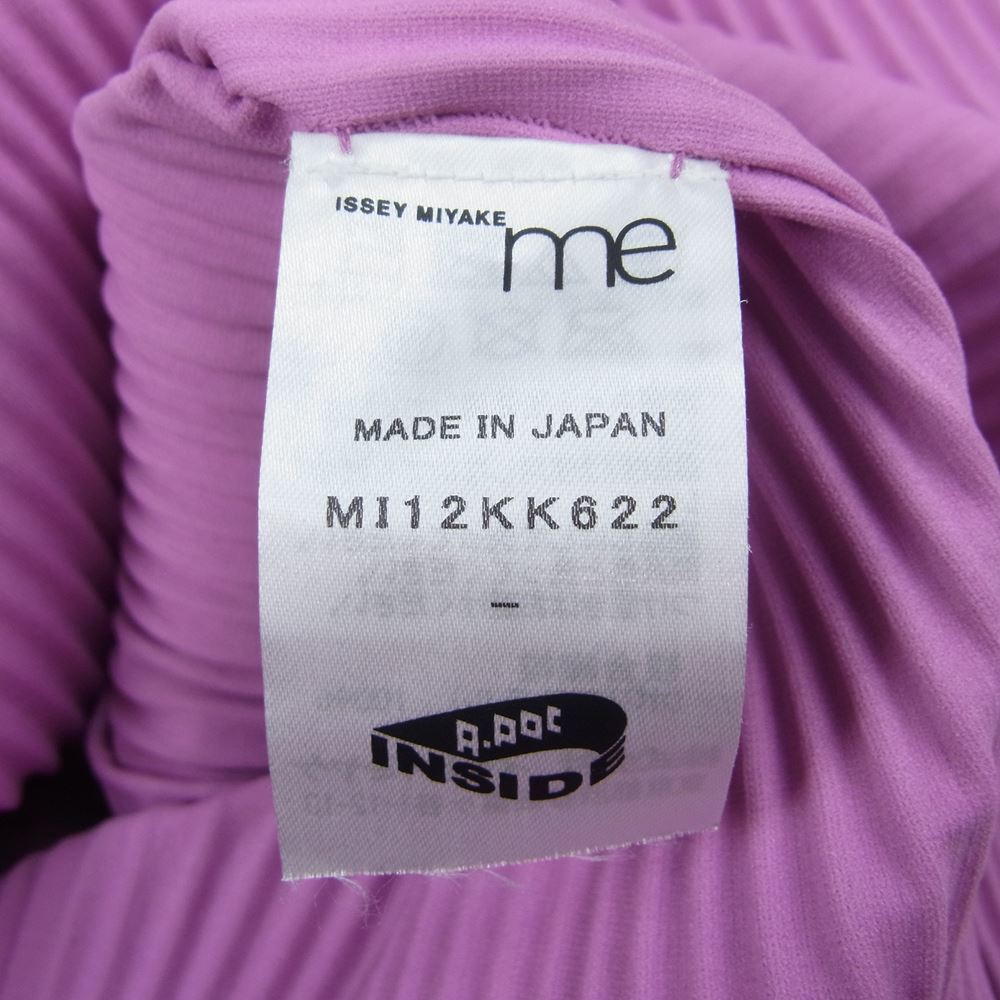 ISSEY MIYAKE
me
MADE IN JAPAN
MI12KK622
-
A.POC
INSIDE